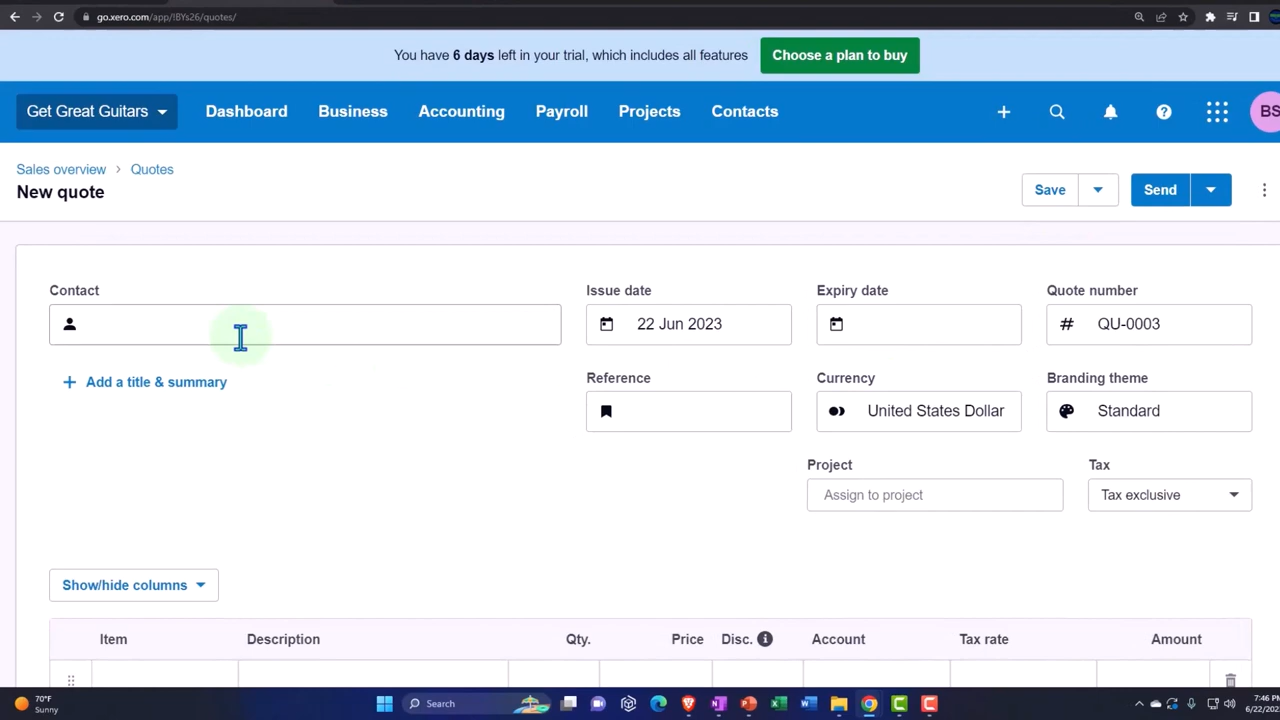 go.xero.com/app/!BYs26/quotes/
You have 6 days left in your trial, which includes all features
Choose a plan to buy
Get Great Guitars
Dashboard
Business
Accounting
Payroll
Projects
Contacts
BS
Sales overview > Quotes
New quote
Save
Send
Contact
Issue date
Expiry date
Quote number
22 Jun 2023
# QU-0003
+ Add a title & summary
Reference
Currency
Branding theme
United States Dollar
Standard
Project
Tax
Assign to project
Tax exclusive
Show/hide columns
Item
Description
Qty.
Price
Disc.
Account
Tax rate
Amount
70°F
Sunny
Search
7:46 PM